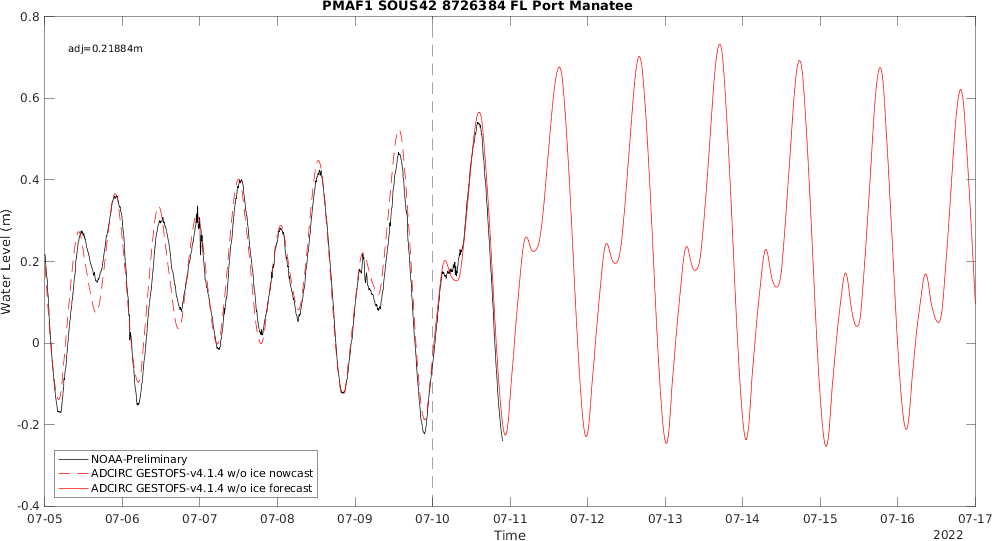 PMAF1 SOUS42 8726384 FL Port Manatee
0.8
adj=0.21884m
0.6
0.4
0.2
0
-0.2
-0.4
Water Level (m)
NOAA-Preliminary
ADCIRC GESTOFS-v4.1.4 w/o ice nowcast
ADCIRC GESTOFS-v4.1.4 w/o ice forecast
07-05 07-06 07-07 07-08 07-09 07-10 07-11 07-12 07-13 07-14 07-15 07-16 07-17
Time
2022